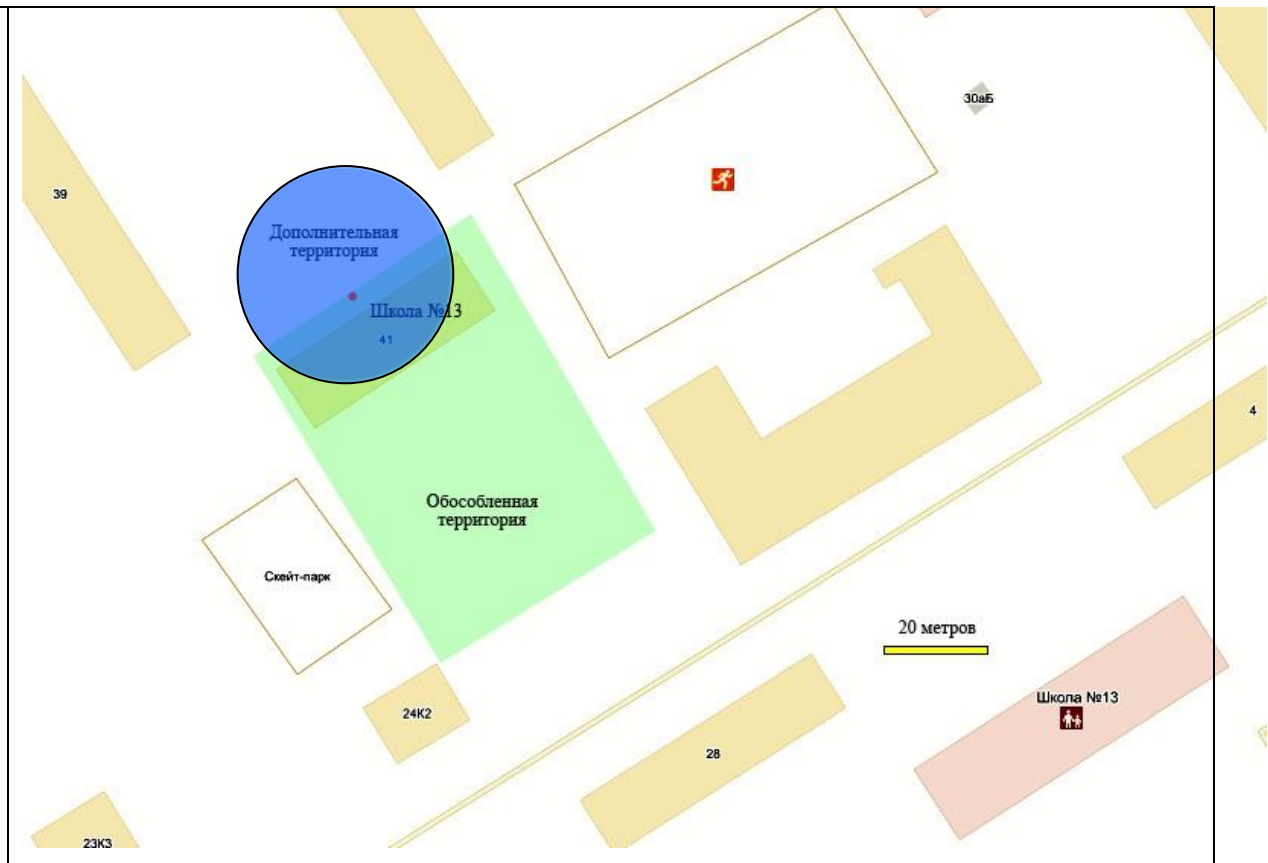 30аБ
39
Дополнительная
территория
Школа №13
41
4
Обособленная
территория
Скейт-парк
20 метров
Школа №13
24К2
28
23К3